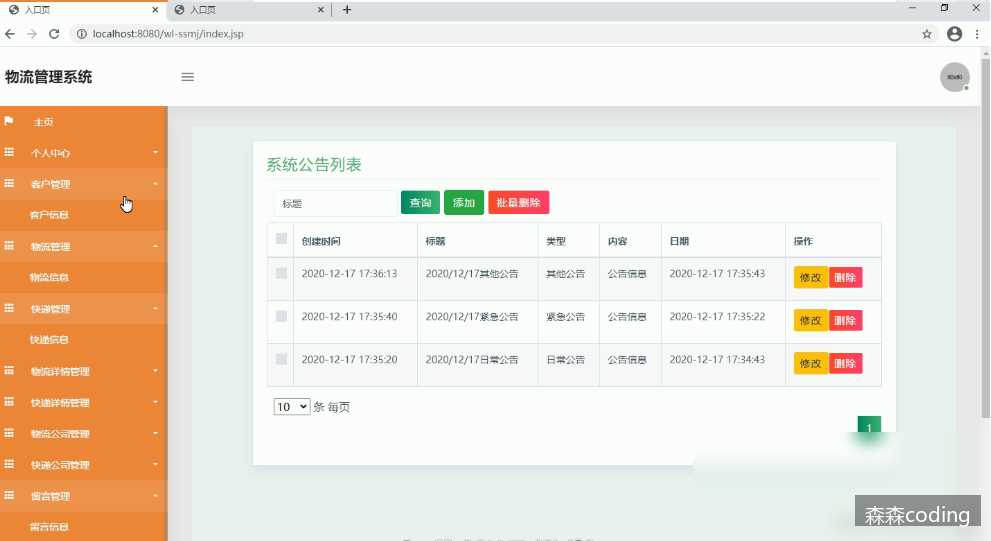 入口页
入口页
localhost:8080/wl-ssmj/index.jsp
物流管理系统
60x60
主页
个人中心
客户管理
客户信息
物流管理
物流信息
快递管理
快递信息
物流详情管理
快递详情管理
物流公司管理
快递公司管理
留言管理
留言信息
系统公告列表
标题 查询 添加 批量删除
创建时间 标题 类型 内容 日期 操作
2020-12-17 17:36:13 2020/12/17其他公告 其他公告 公告信息 2020-12-17 17:35:43 修改 删除
2020-12-17 17:35:40 2020/12/17紧急公告 紧急公告 公告信息 2020-12-17 17:35:22 修改 删除
2020-12-17 17:35:20 2020/12/17日常公告 日常公告 公告信息 2020-12-17 17:34:43 修改 删除
10 条 每页
1
森森coding